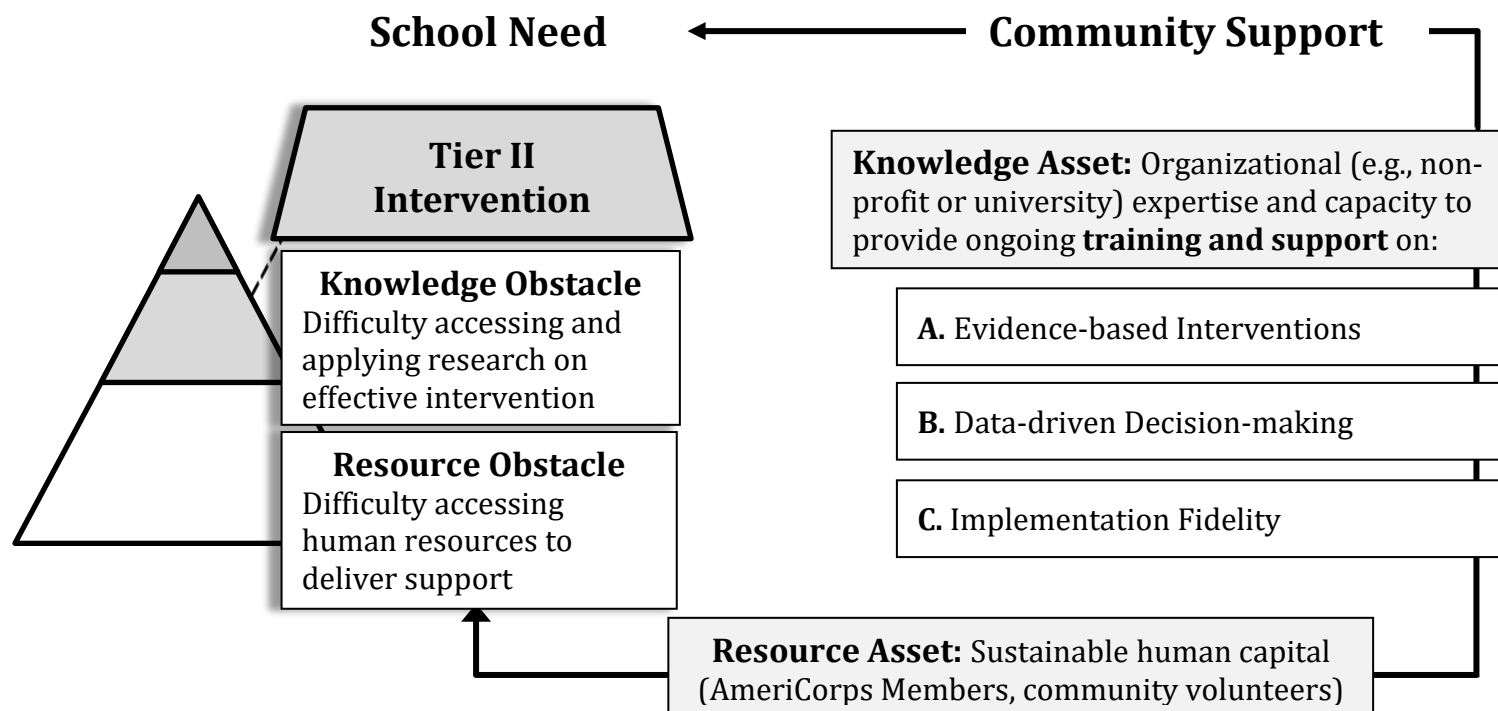 School Need
Community Support
Tier II
Intervention
Knowledge Obstacle
Difficulty accessing and
applying research on
effective intervention
Resource Obstacle
Difficulty accessing
human resources to
deliver support
Knowledge Asset: Organizational (e.g., non-
profit or university) expertise and capacity to
provide ongoing training and support on:
A. Evidence-based Interventions
B. Data-driven Decision-making
C. Implementation Fidelity
Resource Asset: Sustainable human capital
(AmeriCorps Members, community volunteers)